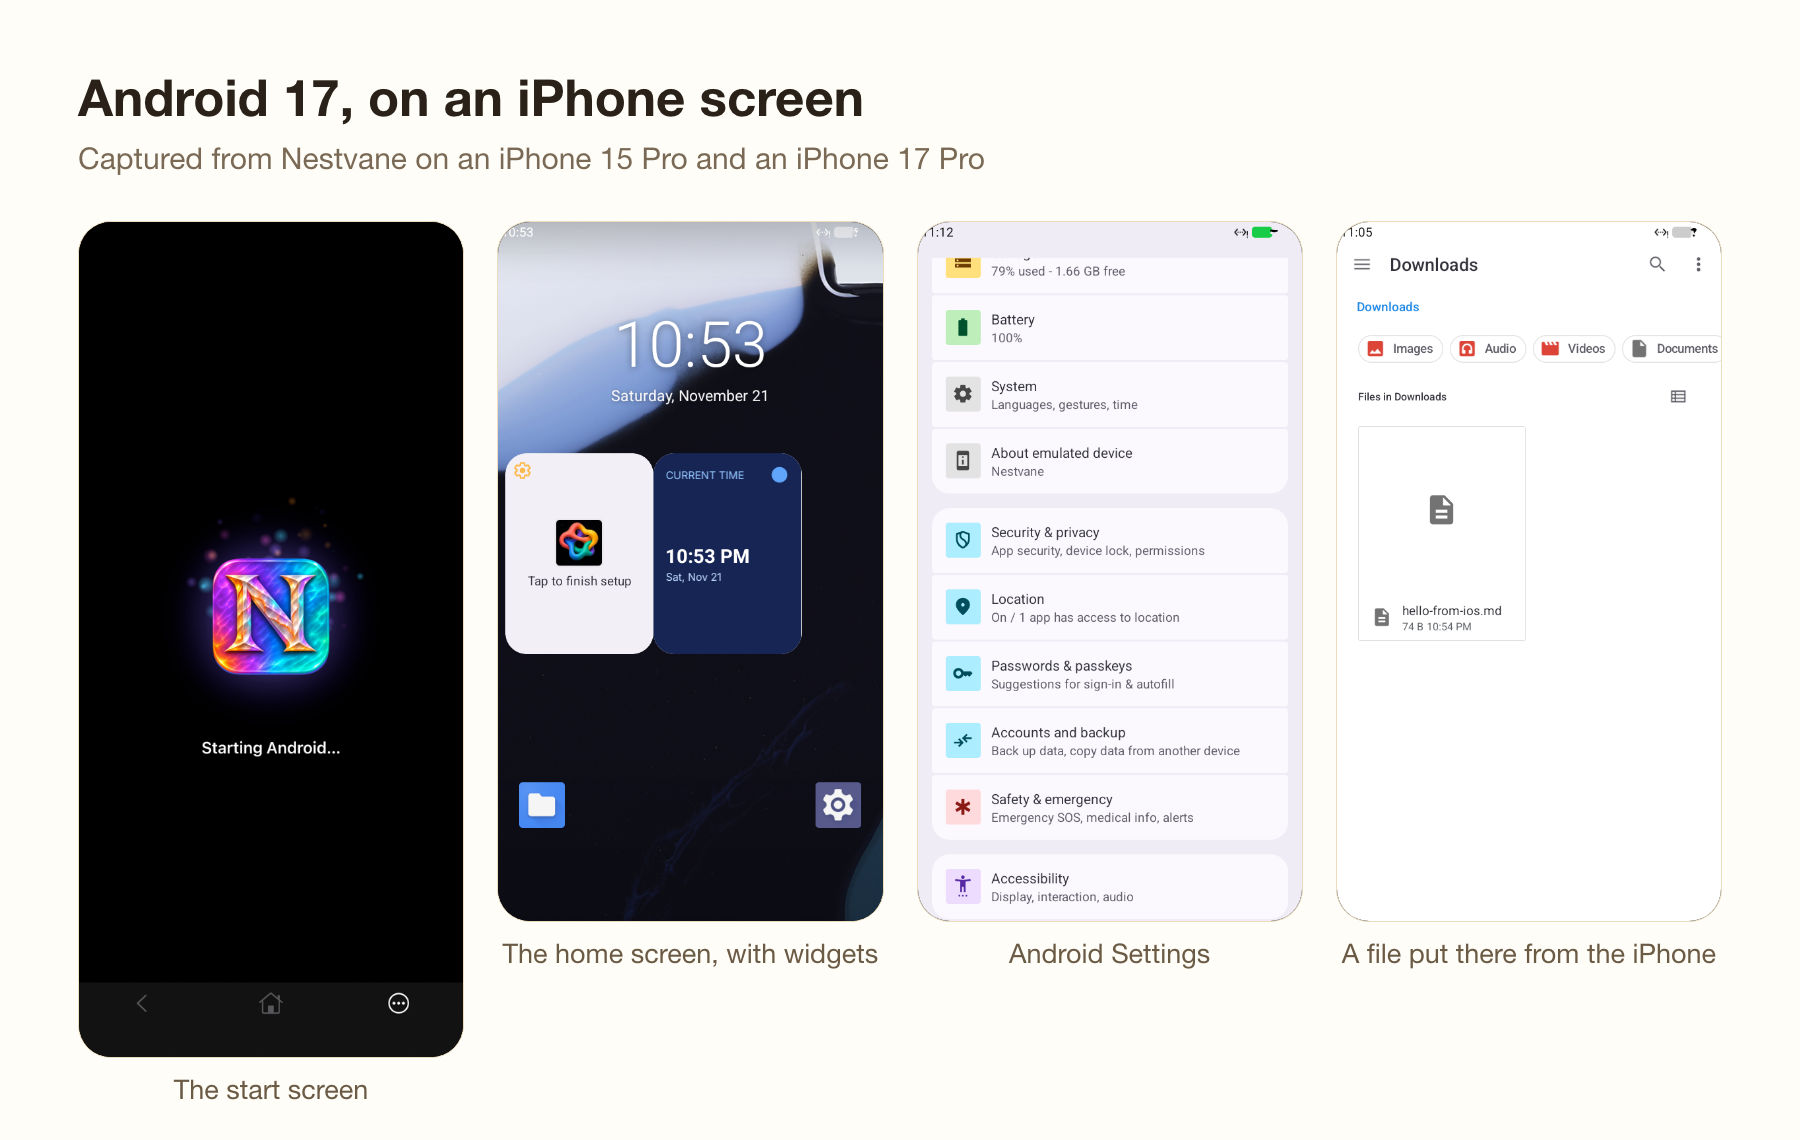 Android 17, on an iPhone screen
Captured from Nestvane on an iPhone 15 Pro and an iPhone 17 Pro
N
Starting Android...
The start screen
10:53
Saturday, November 21
Tap to finish setup
CURRENT TIME
10:53 PM
Sat, Nov 21
The home screen, with widgets
11:12
79% used - 1.66 GB free
Battery
100%
System
Languages, gestures, time
About emulated device
Nestvane
Security & privacy
App security, device lock, permissions
Location
On / 1 app has access to location
Passwords & passkeys
Suggestions for sign-in & autofill
Accounts and backup
Back up data, copy data from another device
Safety & emergency
Emergency SOS, medical info, alerts
Accessibility
Display, interaction, audio
Android Settings
11:05
Downloads
Downloads
Images
Audio
Videos
Documents
Files in Downloads
hello-from-ios.md
74 B 10:54 PM
A file put there from the iPhone